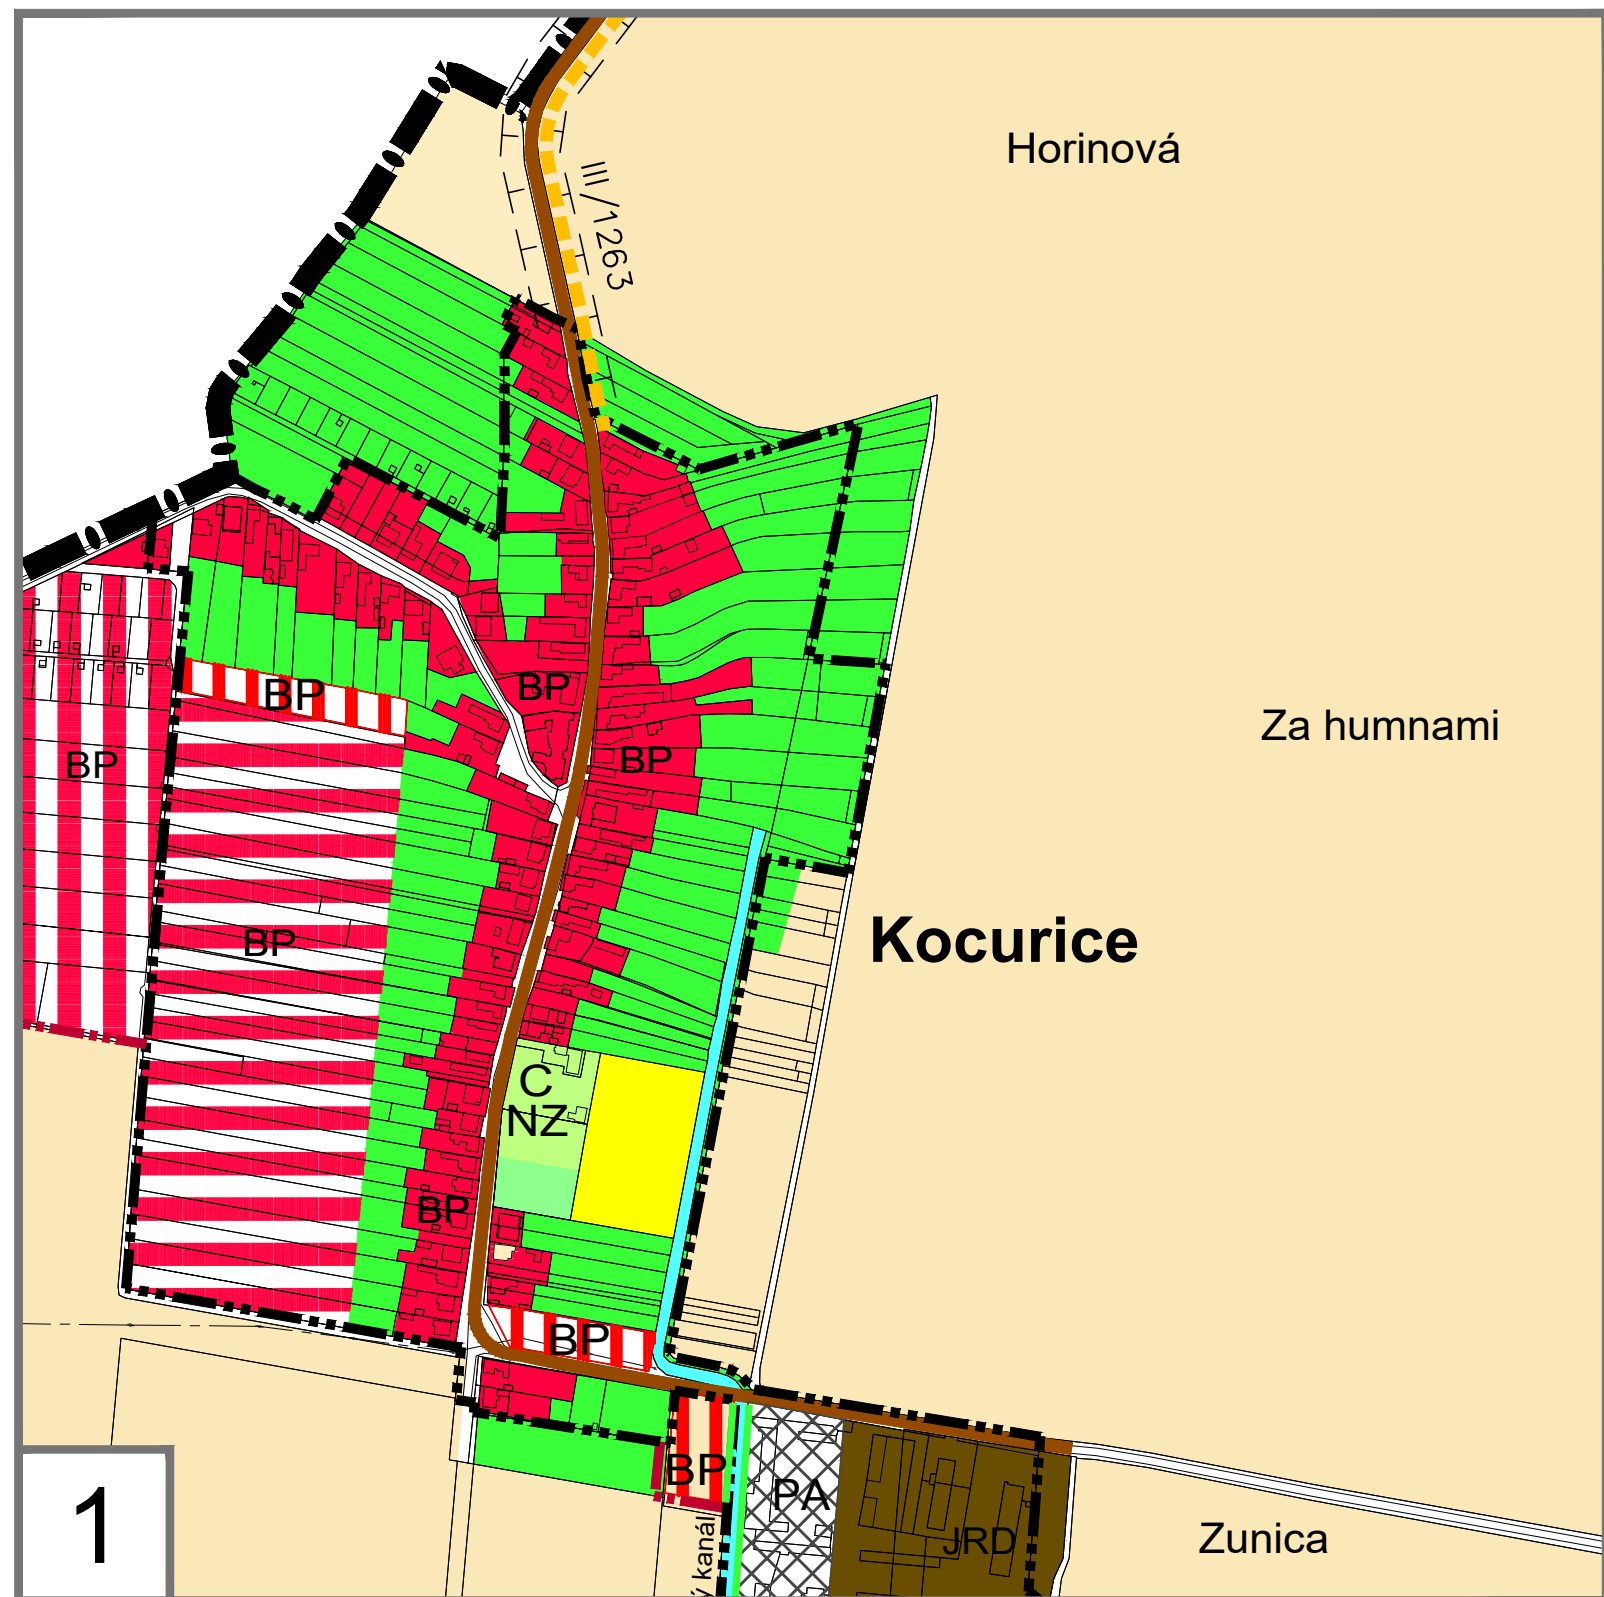 Horinová
III/1263
BP
BP
BP
Za humnami
BP
BP
Kocurice
C
NZ
BP
BP
BP
PA
1
ý kanál
JRD
Zunica